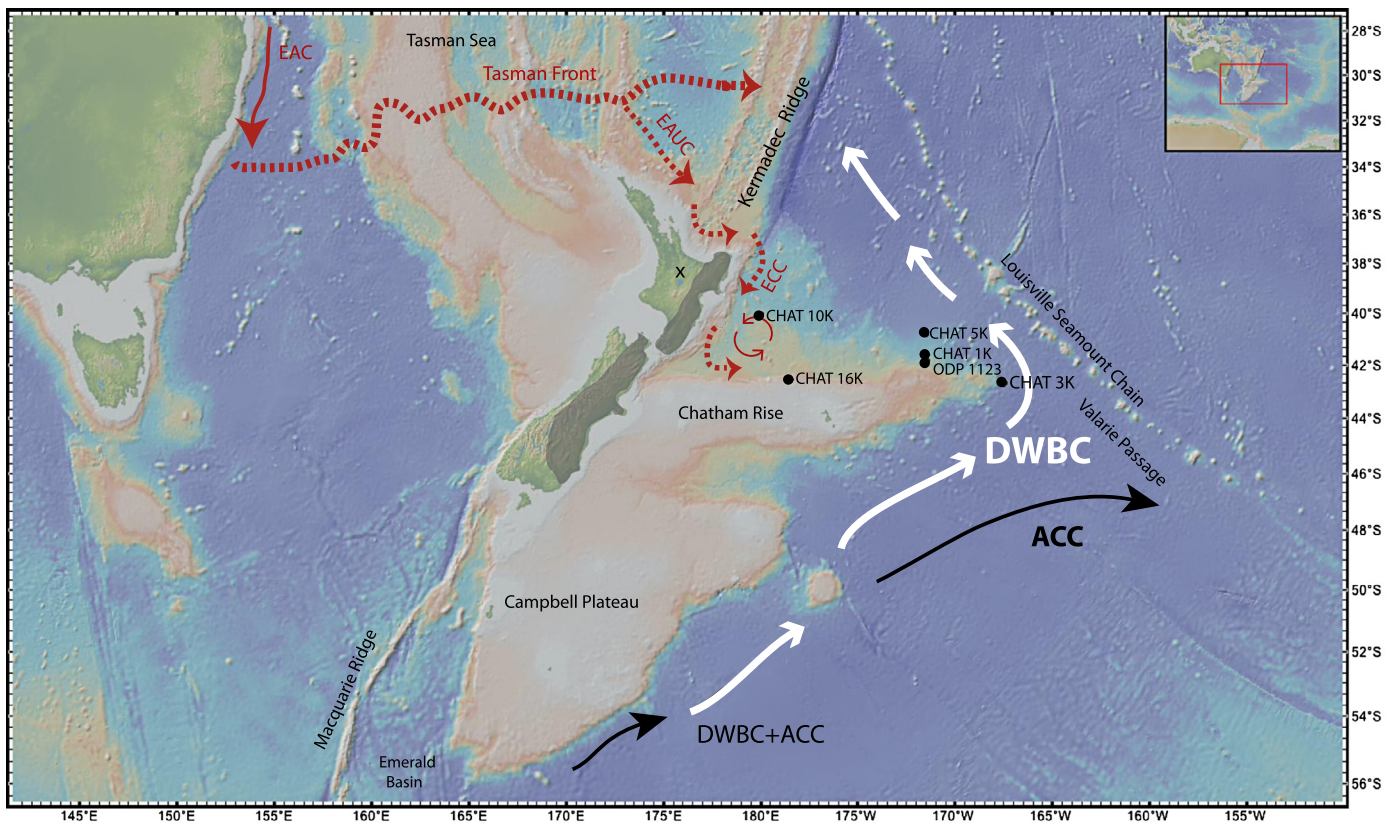 EAC
Tasman Sea
Tasman Front
EAUC
Kermadec Ridge
x
ECC
CHAT 10K
CHAT 5K
CHAT 1K
ODP 1123
CHAT 3K
CHAT 16K
Louisville Seamount Chain
Valarie Passage
Chatham Rise
DWBC
ACC
Campbell Plateau
Macquarie Ridge
DWBC+ACC
Emerald
Basin
28°S
30°S
32°S
34°S
36°S
38°S
40°S
42°S
44°S
46°S
48°S
50°S
52°S
54°S
56°S
145°E
150°E
155°E
160°E
165°E
170°E
175°E
180°E
175°W
170°W
165°W
160°W
155°W